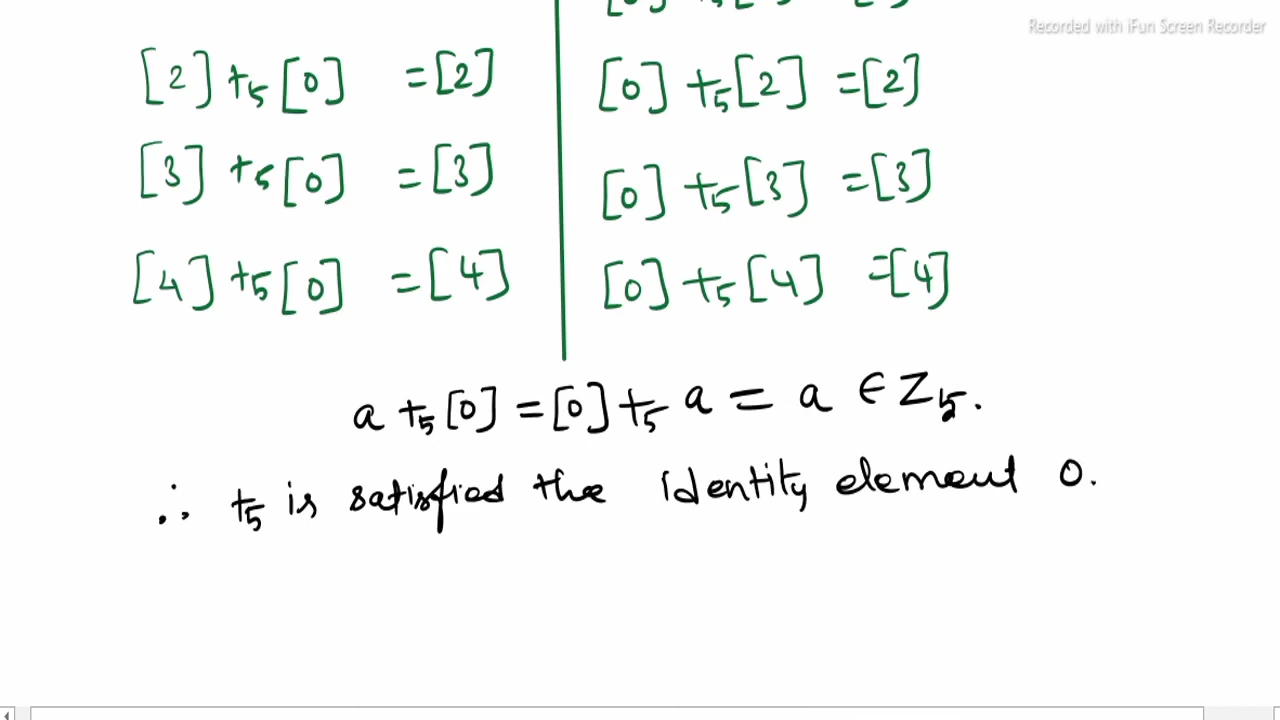 Recorded with iFun Screen Recorder
[2] +₅ [0] = [2]
[3] +₅ [0] = [3]
[4] +₅ [0] = [4]
[0] +₅ [2] = [2]
[0] +₅ [3] = [3]
[0] +₅ [4] = [4]
a +₅ [0] = [0] +₅ a = a ∈ Z₅.
∴ +₅ is satisfied the identity element 0.